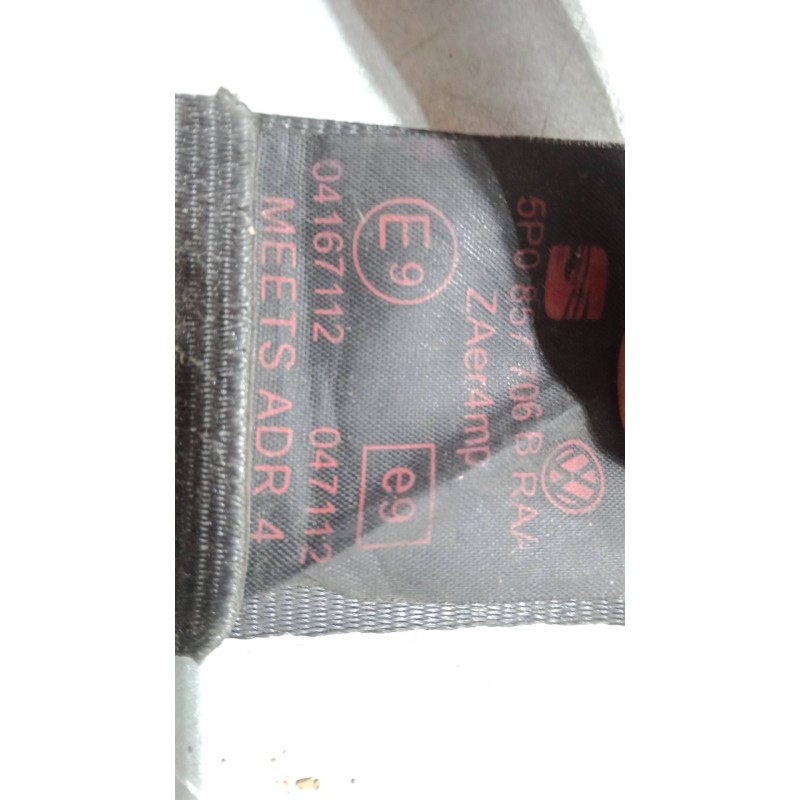 5P0 857 706 B RAA
ZAer4mp
E9 e9
04167112 047112
MEETS ADR 4